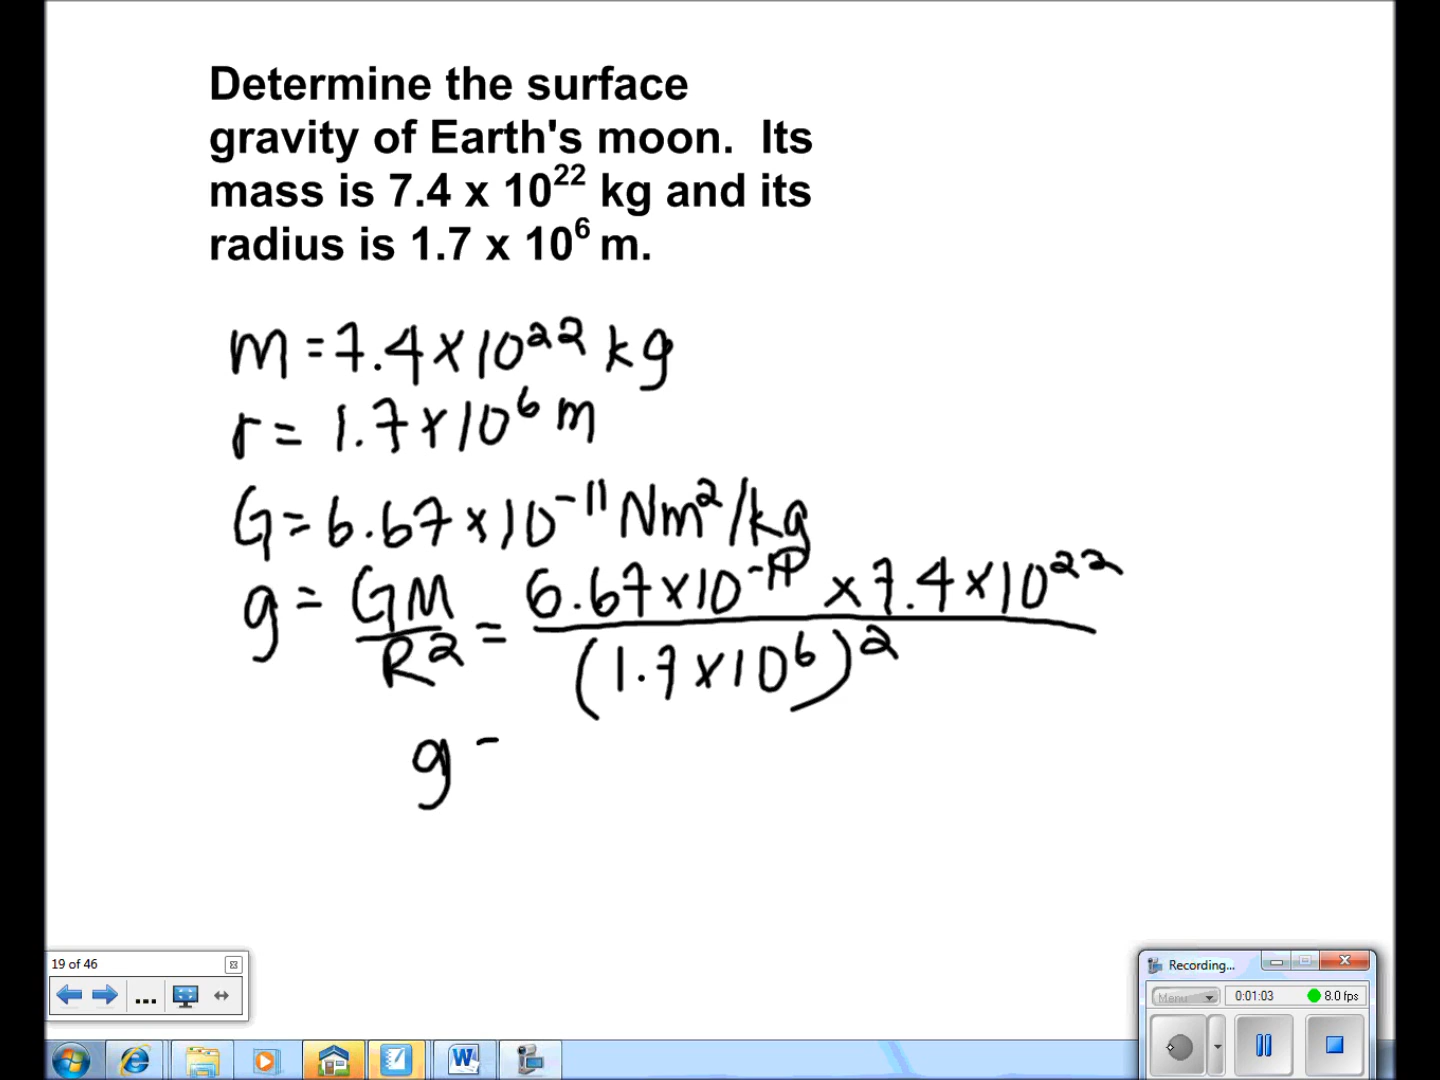 Determine the surface
gravity of Earth's moon. Its
mass is 7.4 x 10²² kg and its
radius is 1.7 x 10⁶ m.
m = 7.4 × 10²² kg
r = 1.7 × 10⁶ m
G = 6.67 × 10⁻¹¹ Nm²/kg
g = GM/R² = 6.67 × 10⁻¹¹ × 7.4 × 10²² / (1.7 × 10⁶)²
g -
19 of 46
...
Recording...
Menu
0:01:03 8.0 fps